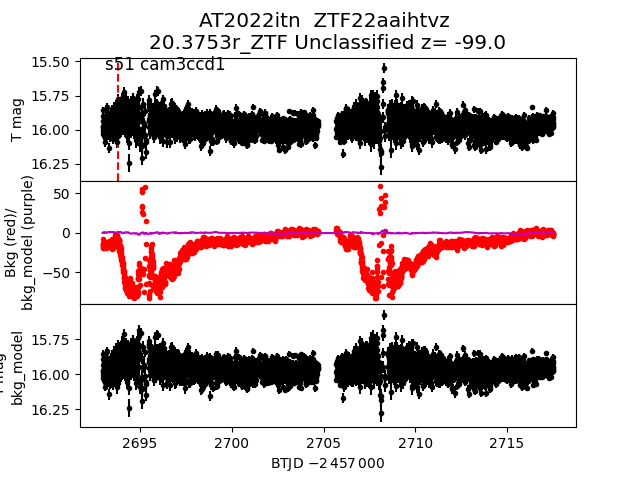 AT2022itn ZTF22aaihtvz
20.3753r_ZTF Unclassified z= -99.0
s51 cam3ccd1
15.50
15.75
16.00
16.25
T mag
50
0
−50
Bkg (red)/
bkg_model (purple)
15.75
16.00
16.25
mag
bkg_model
2695
2700
2705
2710
2715
BTJD −2 457 000